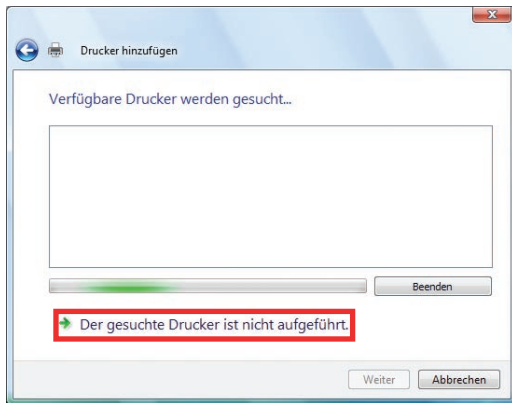 Drucker hinzufügen
Verfügbare Drucker werden gesucht...
Beenden
Der gesuchte Drucker ist nicht aufgeführt.
Weiter
Abbrechen